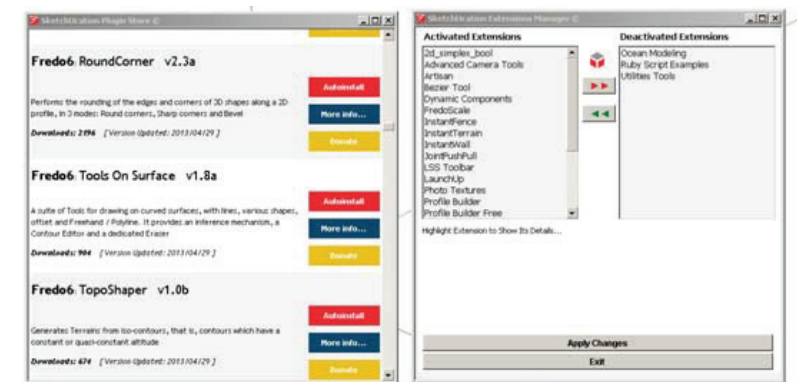 SketchUcation Plugin Store ©
Fredo6: RoundCorner v2.3a
Autoinstall
Performs the rounding of the edges and corners of 3D shapes along a 2D
profile, in 3 modes: Round corners, Sharp corners and Bevel
More info...
Downloads: 2196 [Version Updated: 2013/04/29 ]
Donate
Fredo6: Tools On Surface v1.8a
Autoinstall
A suite of Tools for drawing on curved surfaces, with lines, various shapes,
offset and Freehand / Polyline. It provides an inference mechanism, a
Contour Editor and a dedicated Eraser
More info...
Downloads: 904 [Version Updated: 2013/04/29 ]
Donate
Fredo6: TopoShaper v1.0b
Autoinstall
Generates Terrains from iso-contours, that is, contours which have a
constant or quasi-constant altitude
More info...
Downloads: 674 [Version Updated: 2013/04/29 ]
Donate
SketchUcation Extensions Manager ©
Activated Extensions
2d_simples_bool
Advanced Camera Tools
Artisan
Bezier Tool
Dynamic Components
FredoScale
InstantFence
InstantTerrain
InstantWall
JointPushPull
LSS Toolbar
LaunchUp
Photo Textures
Profile Builder
Profile Builder Free
Deactivated Extensions
Ocean Modeling
Ruby Script Examples
Utilities Tools
Highlight Extension to Show Its Details...
Apply Changes
Exit